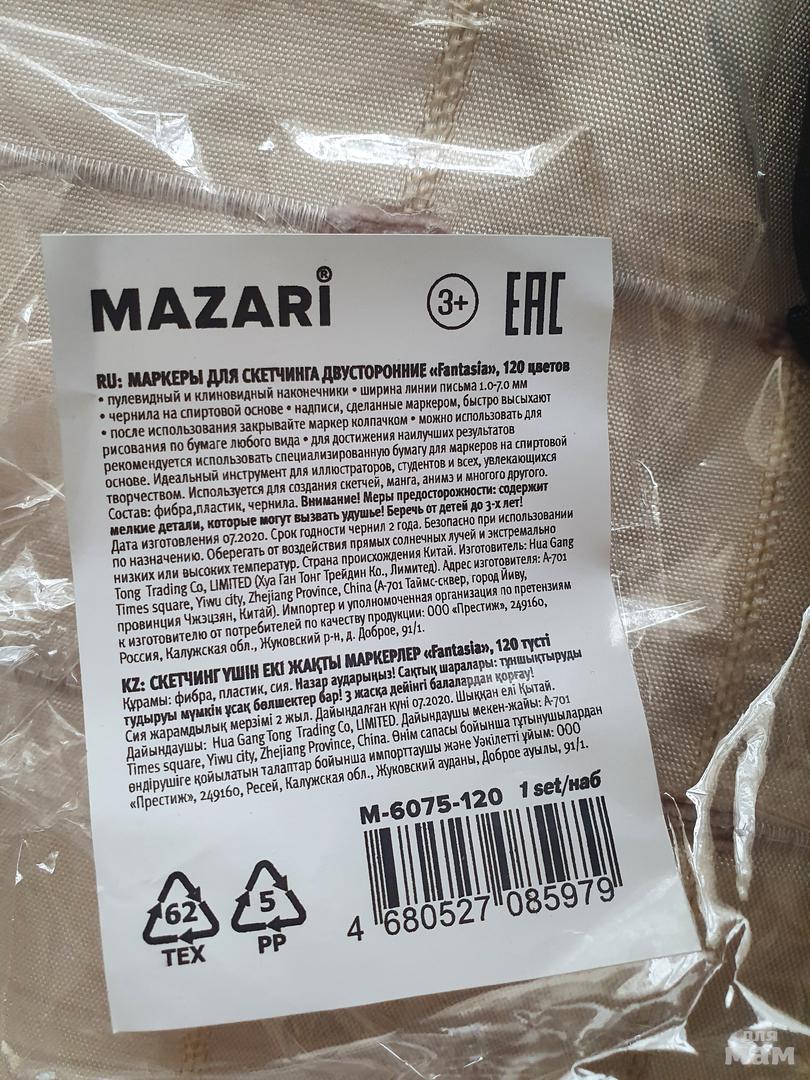 MAZARi®
3+
EAC
RU: МАРКЕРЫ ДЛЯ СКЕТЧИНГА ДВУСТОРОННИЕ «Fantasia», 120 цветов
• пулевидный и клиновидный наконечники • ширина линии письма 1.0-7.0 мм
• чернила на спиртовой основе • надписи, сделанные маркером, быстро высыхают
• после использования закрывайте маркер колпачком • можно использовать для
рисования по бумаге любого вида • для достижения наилучших результатов
рекомендуется использовать специализированную бумагу для маркеров на спиртовой
основе. Идеальный инструмент для иллюстраторов, студентов и всех, увлекающихся
творчеством. Используется для создания скетчей, манга, анимэ и многого другого.
Состав: фибра,пластик, чернила. Внимание! Меры предосторожности: содержит
мелкие детали, которые могут вызвать удушье! Беречь от детей до 3-х лет!
Дата изготовления 07.2020. Срок годности чернил 2 года. Безопасно при использовании
по назначению. Оберегать от воздействия прямых солнечных лучей и экстремально
низких или высоких температур. Страна происхождения Китай. Изготовитель: Hua Gang
Tong Trading Co, LIMITED (Хуа Ган Тонг Трейдин Ко., Лимитед). Адрес изготовителя: A-701
Times square, Yiwu city, Zhejiang Province, China (А-701 Таймс-сквер, город Йиву,
провинция Чжэцзян, Китай). Импортер и уполномоченная организация по претензиям
к изготовителю от потребителей по качеству продукции: ООО «Престиж», 249160,
Россия, Калужская обл., Жуковский р-н, д. Доброе, 91/1.
KZ: СКЕТЧИНГ ҮШІН ЕКІ ЖАҚТЫ МАРКЕРЛЕР «Fantasia», 120 түсті
Құрамы: фибра, пластик, сия. Назар аударыңыз! Сақтық шаралары: тұншықтыруды
тудыруы мүмкін ұсақ бөлшектер бар! 3 жасқа дейінгі балалардан қорғау!
Сия жарамдылық мерзімі 2 жыл. Дайындалған күні 07.2020. Шыққан елі Қытай.
Дайындаушы: Hua Gang Tong Trading Co, LIMITED. Дайындаушы мекен-жайы: A-701
Times square, Yiwu city, Zhejiang Province, China. Өнім сапасы бойынша тұтынушылардан
өндірушіге қойылатын талаптар бойынша импорттаушы және Уәкілетті ұйым: ООО
«Престиж», 249160, Ресей, Калужская обл., Жуковский ауданы, Доброе ауылы, 91/1.
M-6075-120 1 set/наб
4 680527 085979
62
TEX
5
PP
для
мам